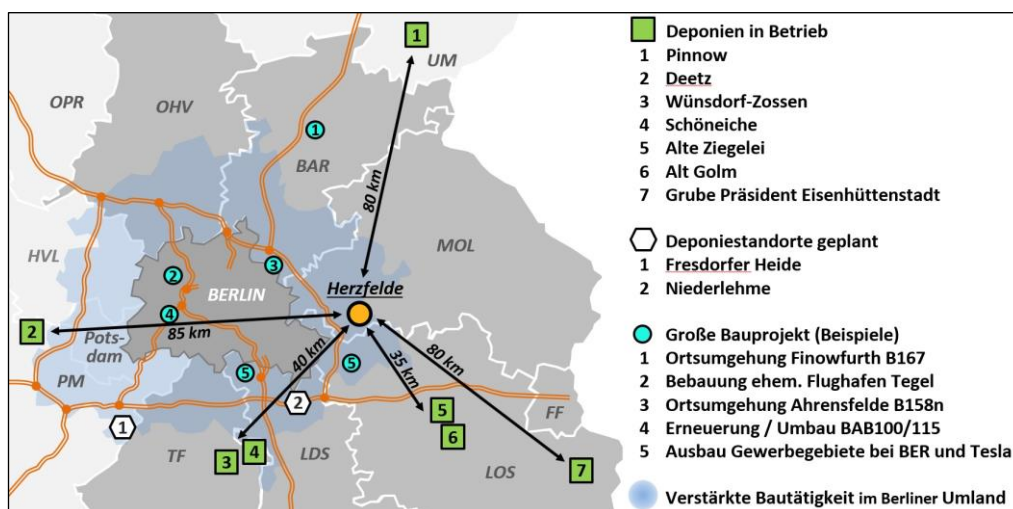 1
UM
OPR
OHV
1
BAR
80 km
MOL
HVL
3
2
BERLIN
Herzfelde
4
2
85 km
Pots-
dam
40 km
35 km
80 km
5
5
PM
2
1
5
FF
6
TF
3
4
LDS
LOS
7
Deponien in Betrieb
1 Pinnow
2 Deetz
3 Wünsdorf-Zossen
4 Schöneiche
5 Alte Ziegelei
6 Alt Golm
7 Grube Präsident Eisenhüttenstadt
Deponiestandorte geplant
1 Fresdorfer Heide
2 Niederlehme
Große Bauprojekt (Beispiele)
1 Ortsumgehung Finowfurth B167
2 Bebauung ehem. Flughafen Tegel
3 Ortsumgehung Ahrensfelde B158n
4 Erneuerung / Umbau BAB100/115
5 Ausbau Gewerbegebiete bei BER und Tesla
Verstärkte Bautätigkeit im Berliner Umland